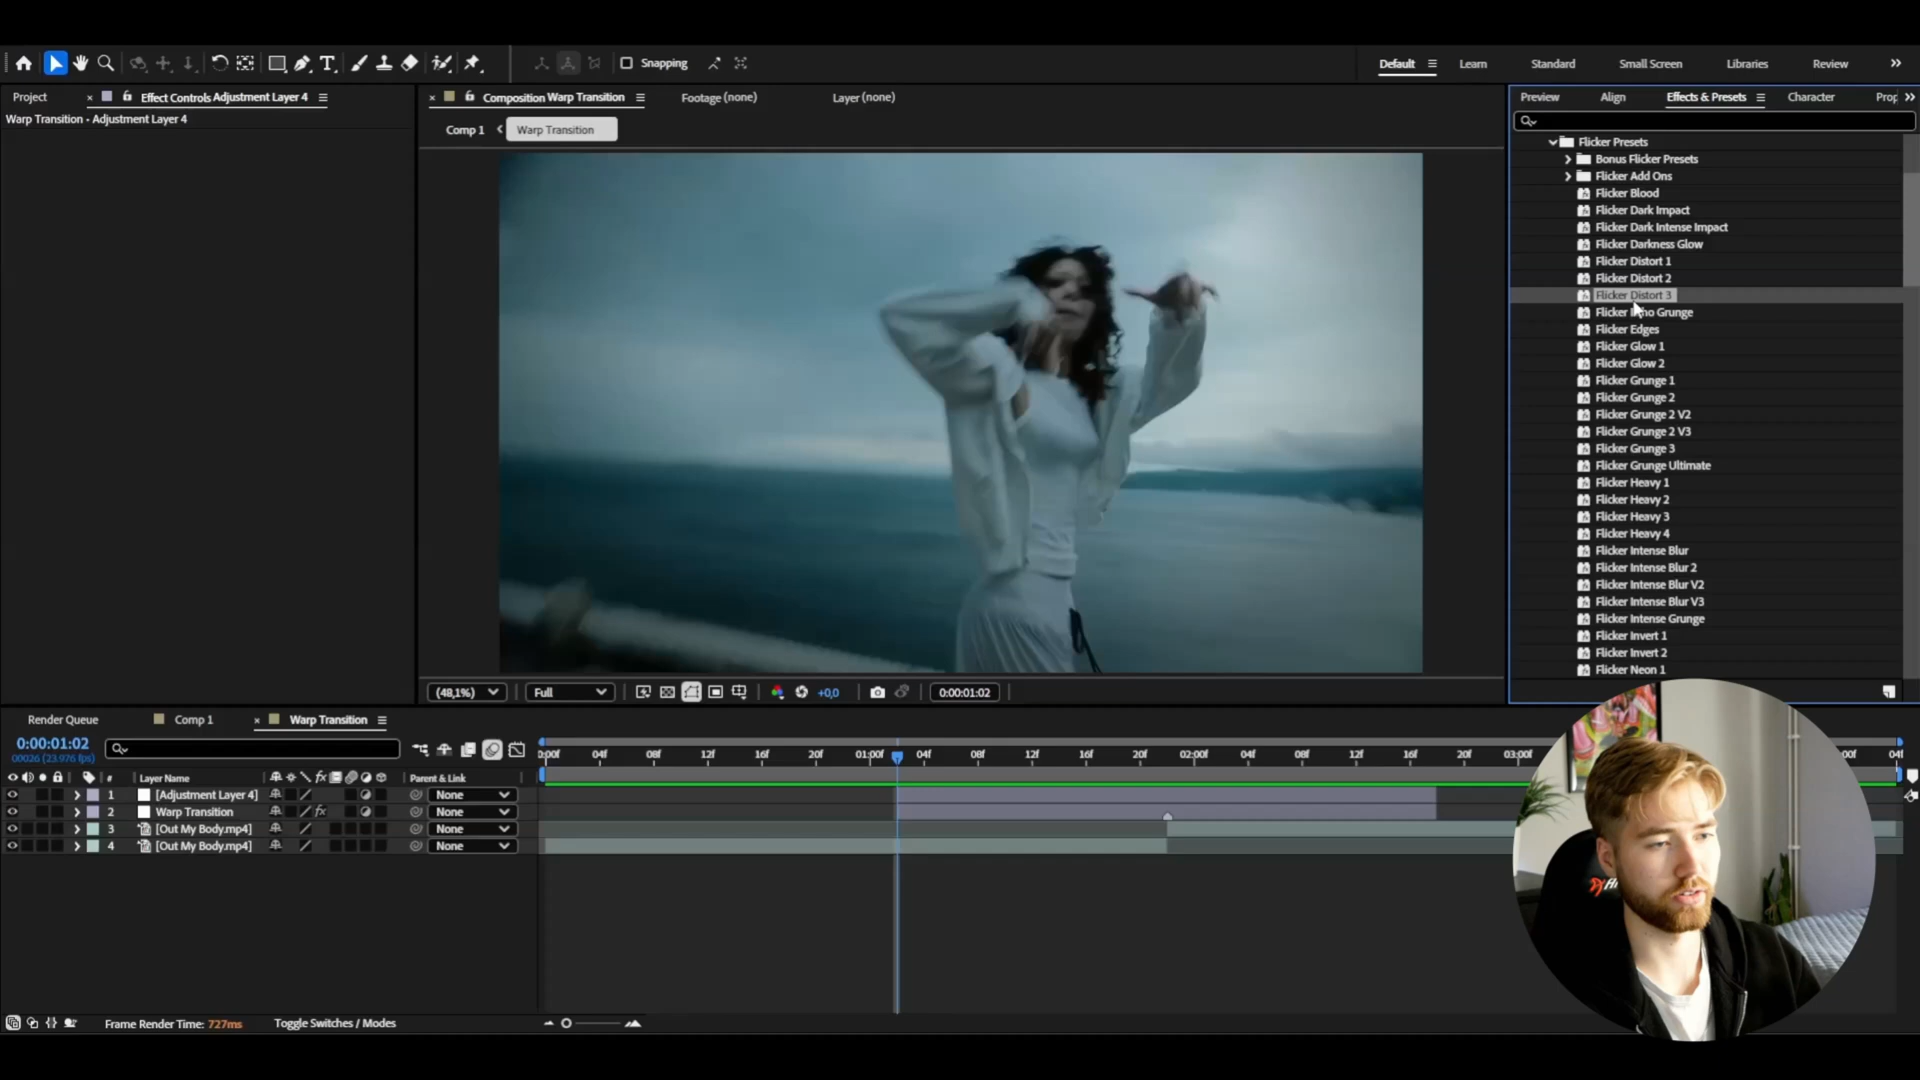 Snapping
Default
Learn
Standard
Small Screen
Libraries
Review
Project
Effect Controls Adjustment Layer 4
Composition Warp Transition
Footage (none)
Layer (none)
Preview
Align
Effects & Presets
Character
Warp Transition • Adjustment Layer 4
Comp 1
Warp Transition
Flicker Presets
Bonus Flicker Presets
Flicker Add Ons
Flicker Blood
Flicker Dark Impact
Flicker Dark Intense Impact
Flicker Darkness Glow
Flicker Distort 1
Flicker Distort 2
Flicker Distort 3
Flicker Grunge
Flicker Edges
Flicker Glow 1
Flicker Glow 2
Flicker Grunge 1
Flicker Grunge 2
Flicker Grunge 2 V2
Flicker Grunge 2 V3
Flicker Grunge 3
Flicker Grunge Ultimate
Flicker Heavy 1
Flicker Heavy 2
Flicker Heavy 3
Flicker Heavy 4
Flicker Intense Blur
Flicker Intense Blur 2
Flicker Intense Blur V2
Flicker Intense Blur V3
Flicker Intense Grunge
Flicker Invert 1
Flicker Invert 2
Flicker Neon 1
(48,1%)
Full
+0,0
0:00:01:02
Render Queue
Comp 1
Warp Transition
0:00:01:02
00026 (23.976 fps)
0:00f 04f 08f 12f 16f 20f 01:00f 04f 08f 12f 16f 20f 02:00f 04f 08f 12f 16f 20f 03:00f 04f
# Layer Name
Parent & Link
1 [Adjustment Layer 4] None
2 Warp Transition None
3 [Out My Body.mp4] None
4 [Out My Body.mp4] None
Frame Render Time: 727ms
Toggle Switches / Modes